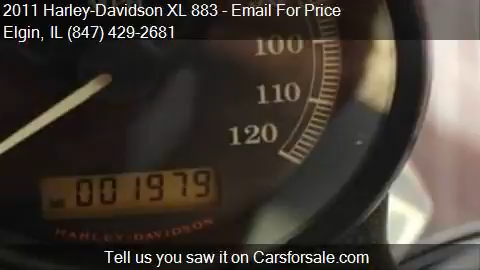 2011 Harley-Davidson XL 883 - Email For Price
Elgin, IL (847) 429-2681
100
110
120
001979
HARLEY-DAVIDSON
Tell us you saw it on Carsforsale.com